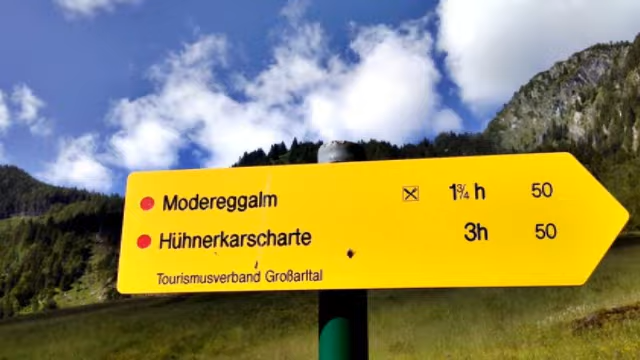 Modereggalm 1¾ h 50
Hühnerkarscharte 3h 50
Tourismusverband Großarltal